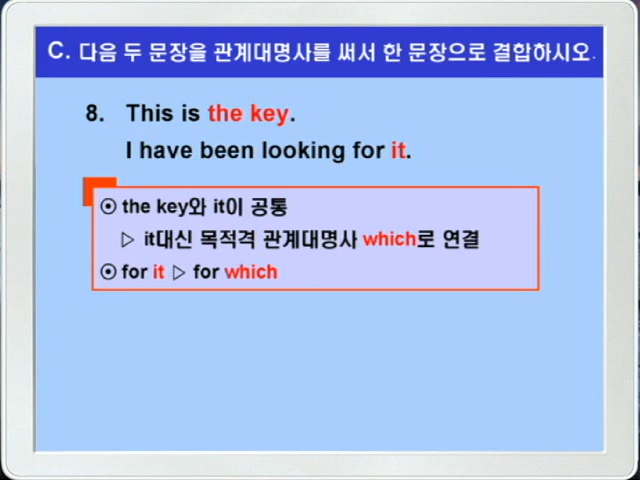 C. 다음 두 문장을 관계대명사를 써서 한 문장으로 결합하시오.
8. This is the key.
I have been looking for it.
⊙ the key와 it이 공통
▷ it대신 목적격 관계대명사 which로 연결
⊙ for it ▷ for which